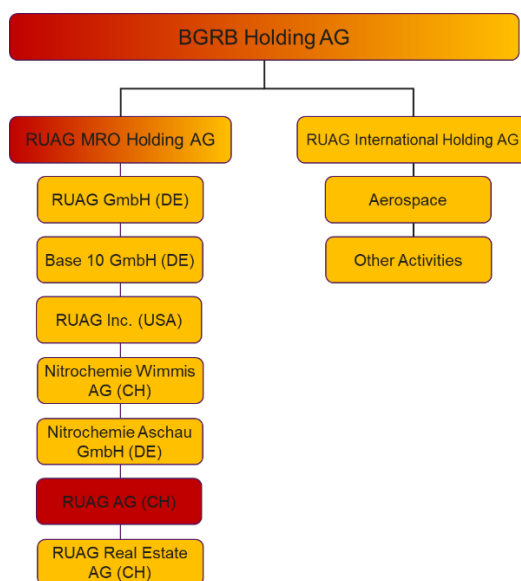 BGRB Holding AG
RUAG MRO Holding AG
RUAG International Holding AG
RUAG GmbH (DE)
Aerospace
Base 10 GmbH (DE)
Other Activities
RUAG Inc. (USA)
Nitrochemie Wimmis
AG (CH)
Nitrochemie Aschau
GmbH (DE)
RUAG AG (CH)
RUAG Real Estate
AG (CH)